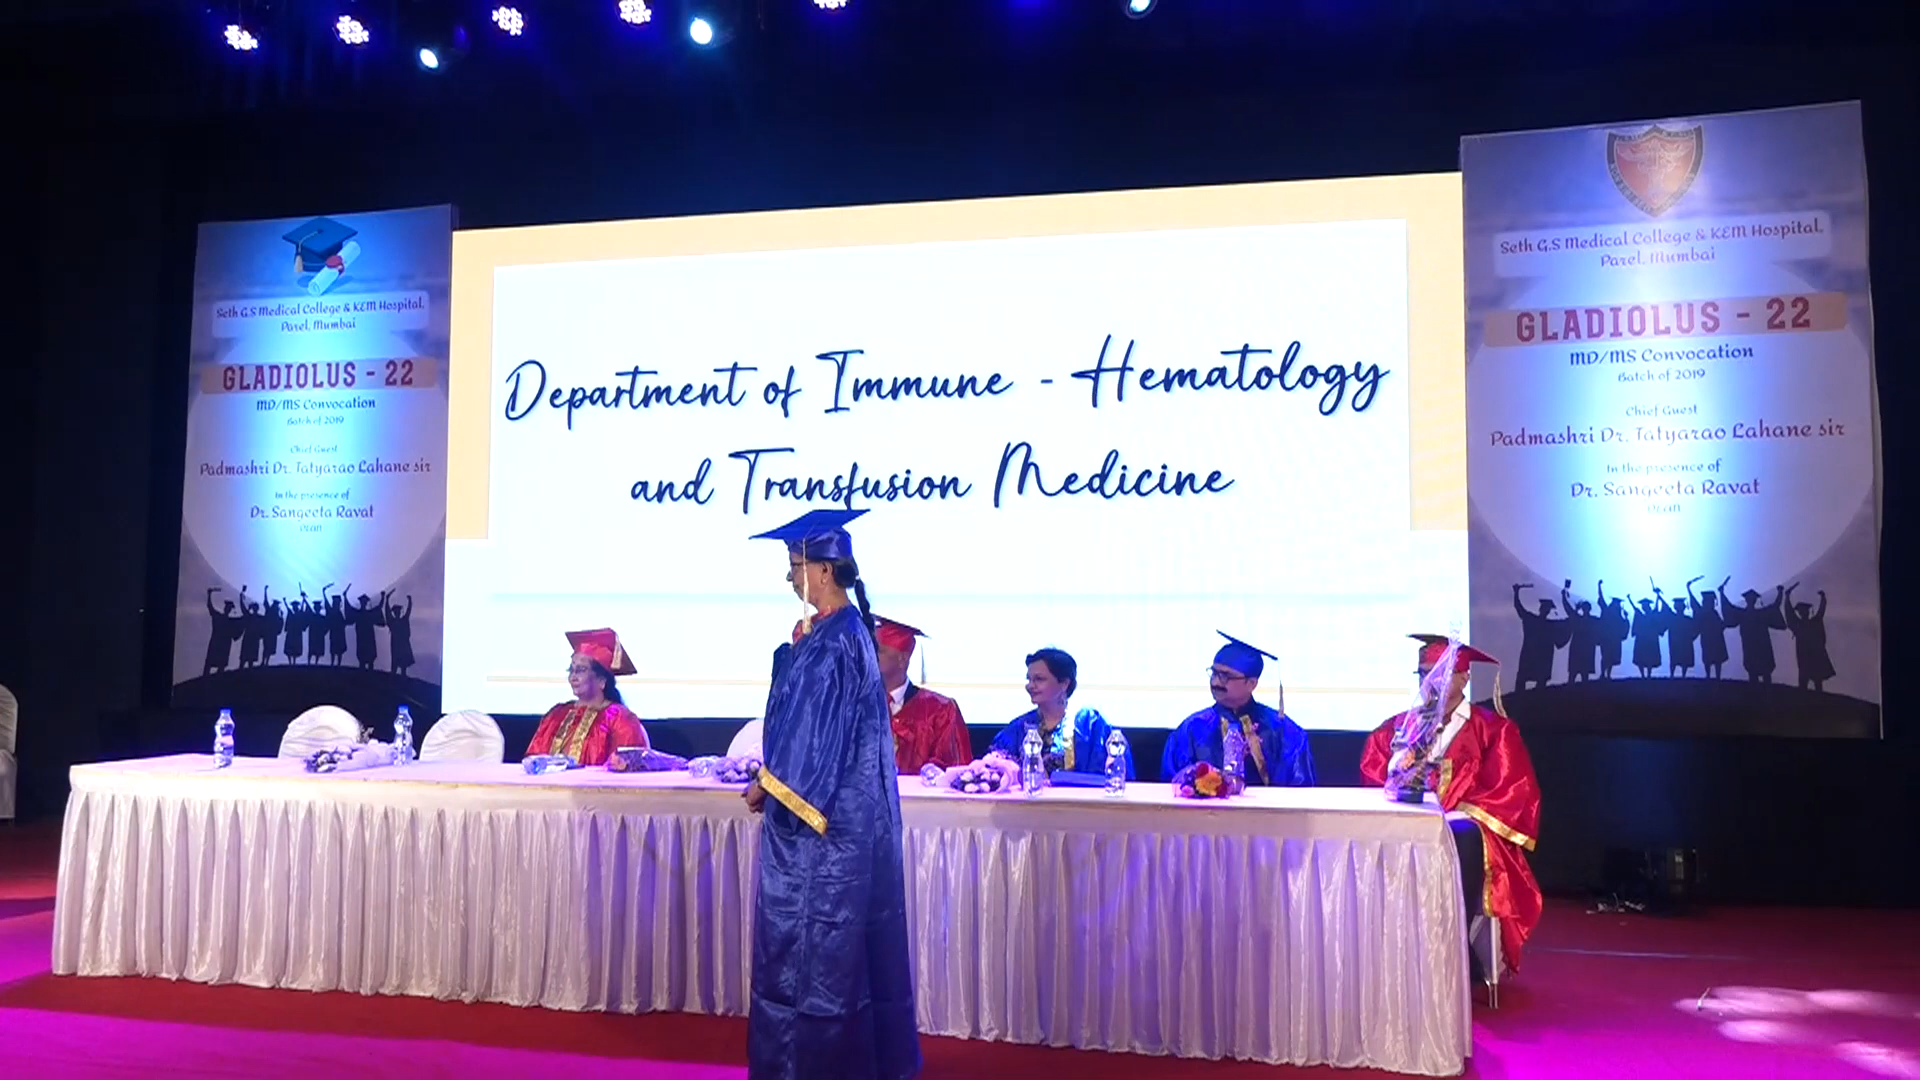 Seth G.S Medical College & KEM Hospital,
Parel, Mumbai
GLADIOLUS - 22
MD/MS Convocation
Batch of 2019
Chief Guest
Padmashri Dr. Tatyarao Lahane sir
In the presence of
Dr. Sangeeta Ravat
DEAN
Department of Immune - Hematology
and Transfusion Medicine
Seth G.S Medical College & KEM Hospital,
Parel, Mumbai
GLADIOLUS - 22
MD/MS Convocation
Batch of 2019
Chief Guest
Padmashri Dr. Tatyarao Lahane sir
In the presence of
Dr. Sangeeta Ravat
DEAN